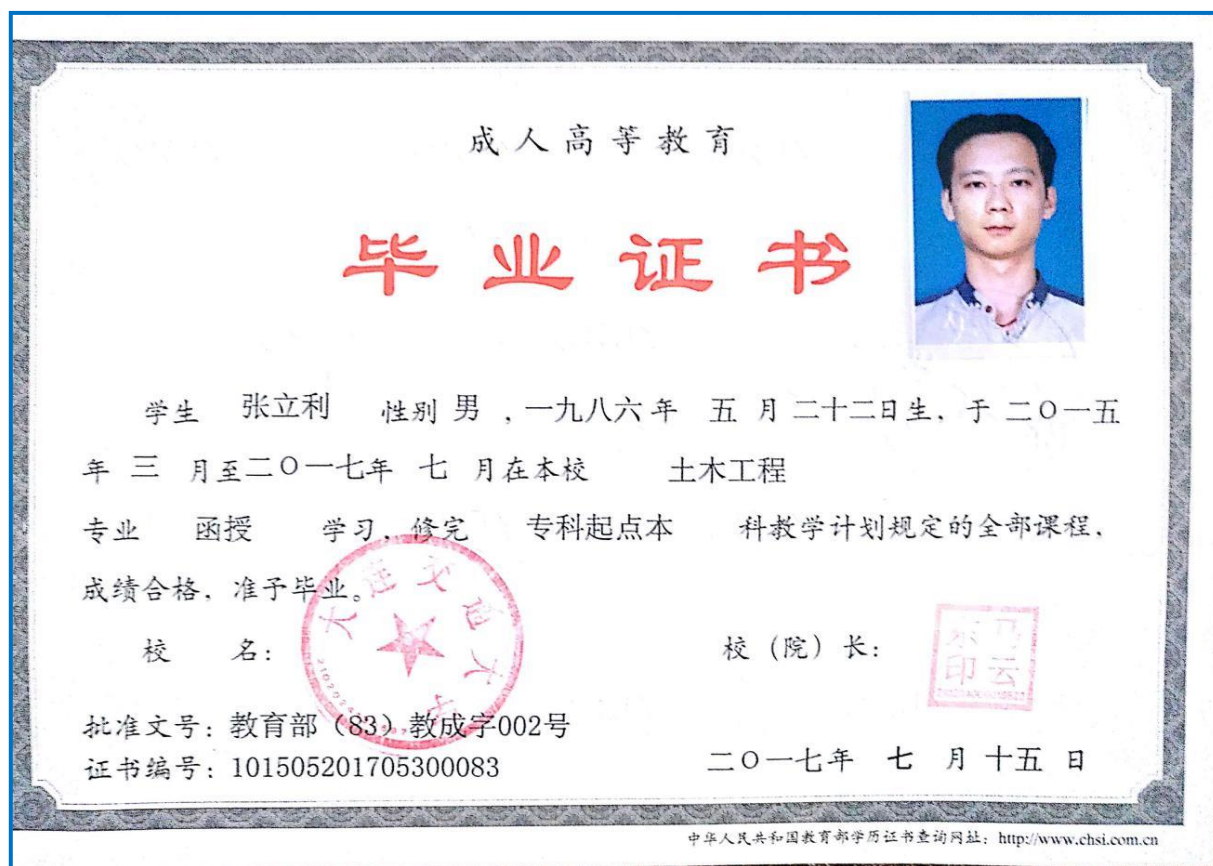 成人高等教育
毕业证书
学生 张立利 性别 男 ,一九八六年 五 月 二十二日生,于 二〇一五
年 三 月至二〇一七年 七 月在本校 土木工程
专业 函授 学习,修完 专科起点本 科教学计划规定的全部课程,
成绩合格,准予毕业。
大连交通大学
校 名: 校(院)长:
批准文号:教育部(83)教成字002号
证书编号:101505201705300083 二〇一七年 七 月 十五 日
中华人民共和国教育部学历证书查询网址:http://www.chsi.com.cn